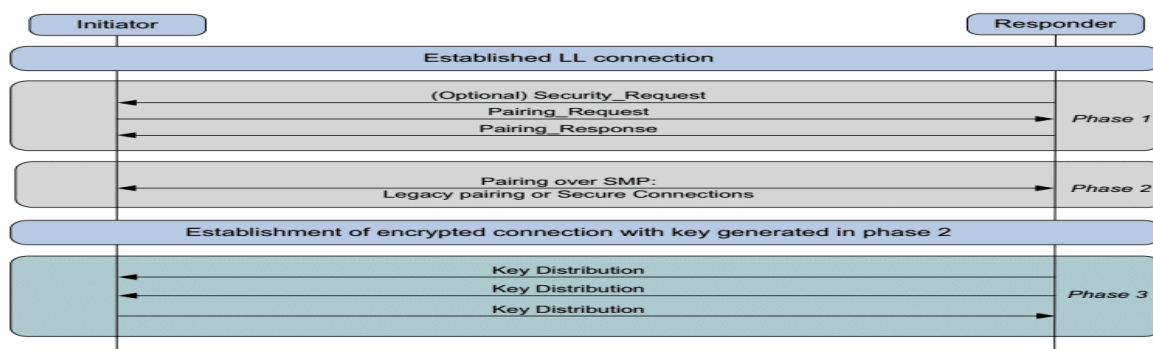 Initiator
Responder
Established LL connection
(Optional) Security_Request
Pairing_Request
Pairing_Response
Phase 1
Pairing over SMP:
Legacy pairing or Secure Connections
Phase 2
Establishment of encrypted connection with key generated in phase 2
Key Distribution
Key Distribution
Key Distribution
Phase 3